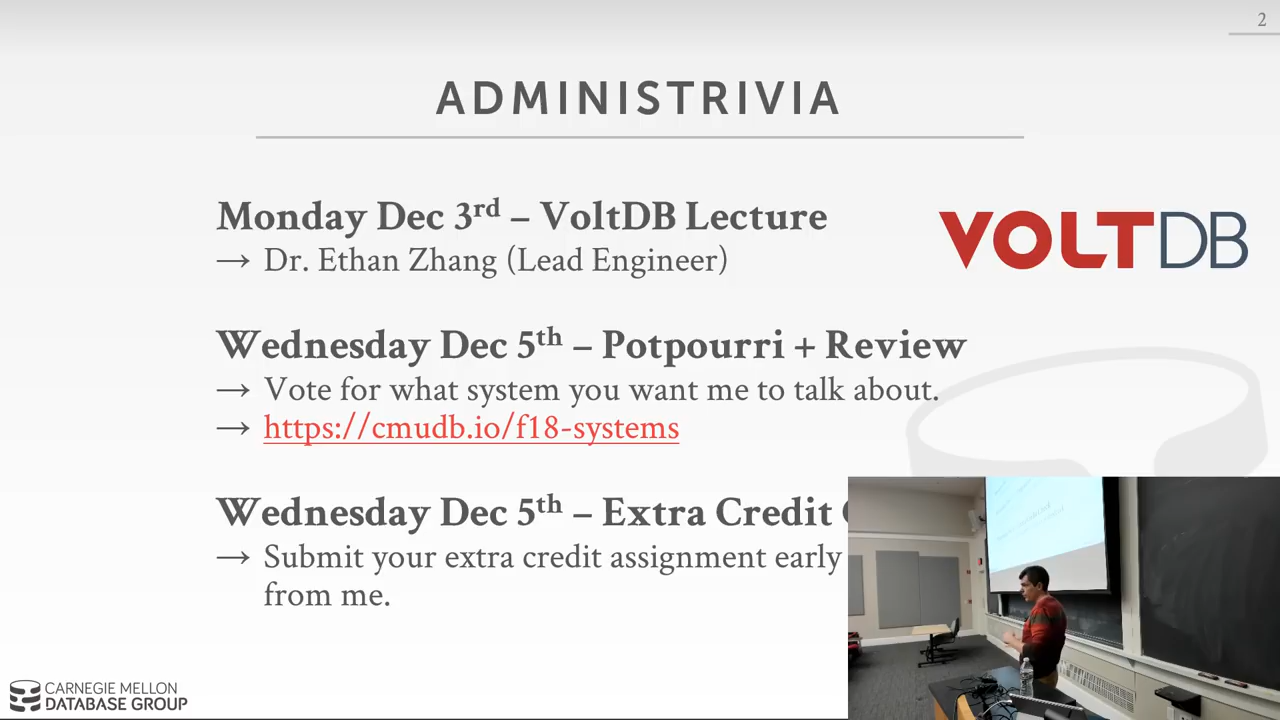 2
ADMINISTRIVIA
Monday Dec 3rd – VoltDB Lecture
VOLTDB
→ Dr. Ethan Zhang (Lead Engineer)
Wednesday Dec 5th – Potpourri + Review
→ Vote for what system you want me to talk about.
→ https://cmudb.io/f18-systems
Wednesday Dec 5th – Extra Credit
→ Submit your extra credit assignment early
from me.
CARNEGIE MELLON
DATABASE GROUP